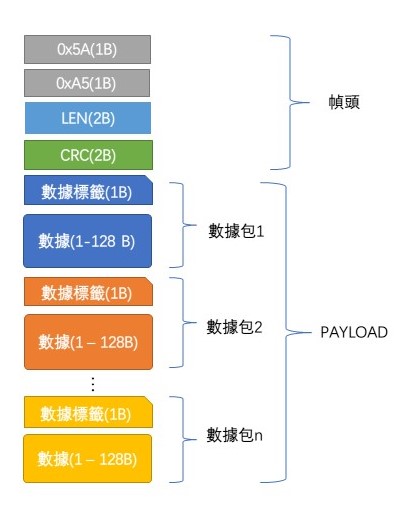 0x5A(1B)
0xA5(1B)
LEN(2B)
CRC(2B)
幀頭
數據標籤(1B)
數據(1-128 B)
數據包1
數據標籤(1B)
數據(1 – 128B)
數據包2
PAYLOAD
⋮
數據標籤(1B)
數據(1 – 128B)
數據包n